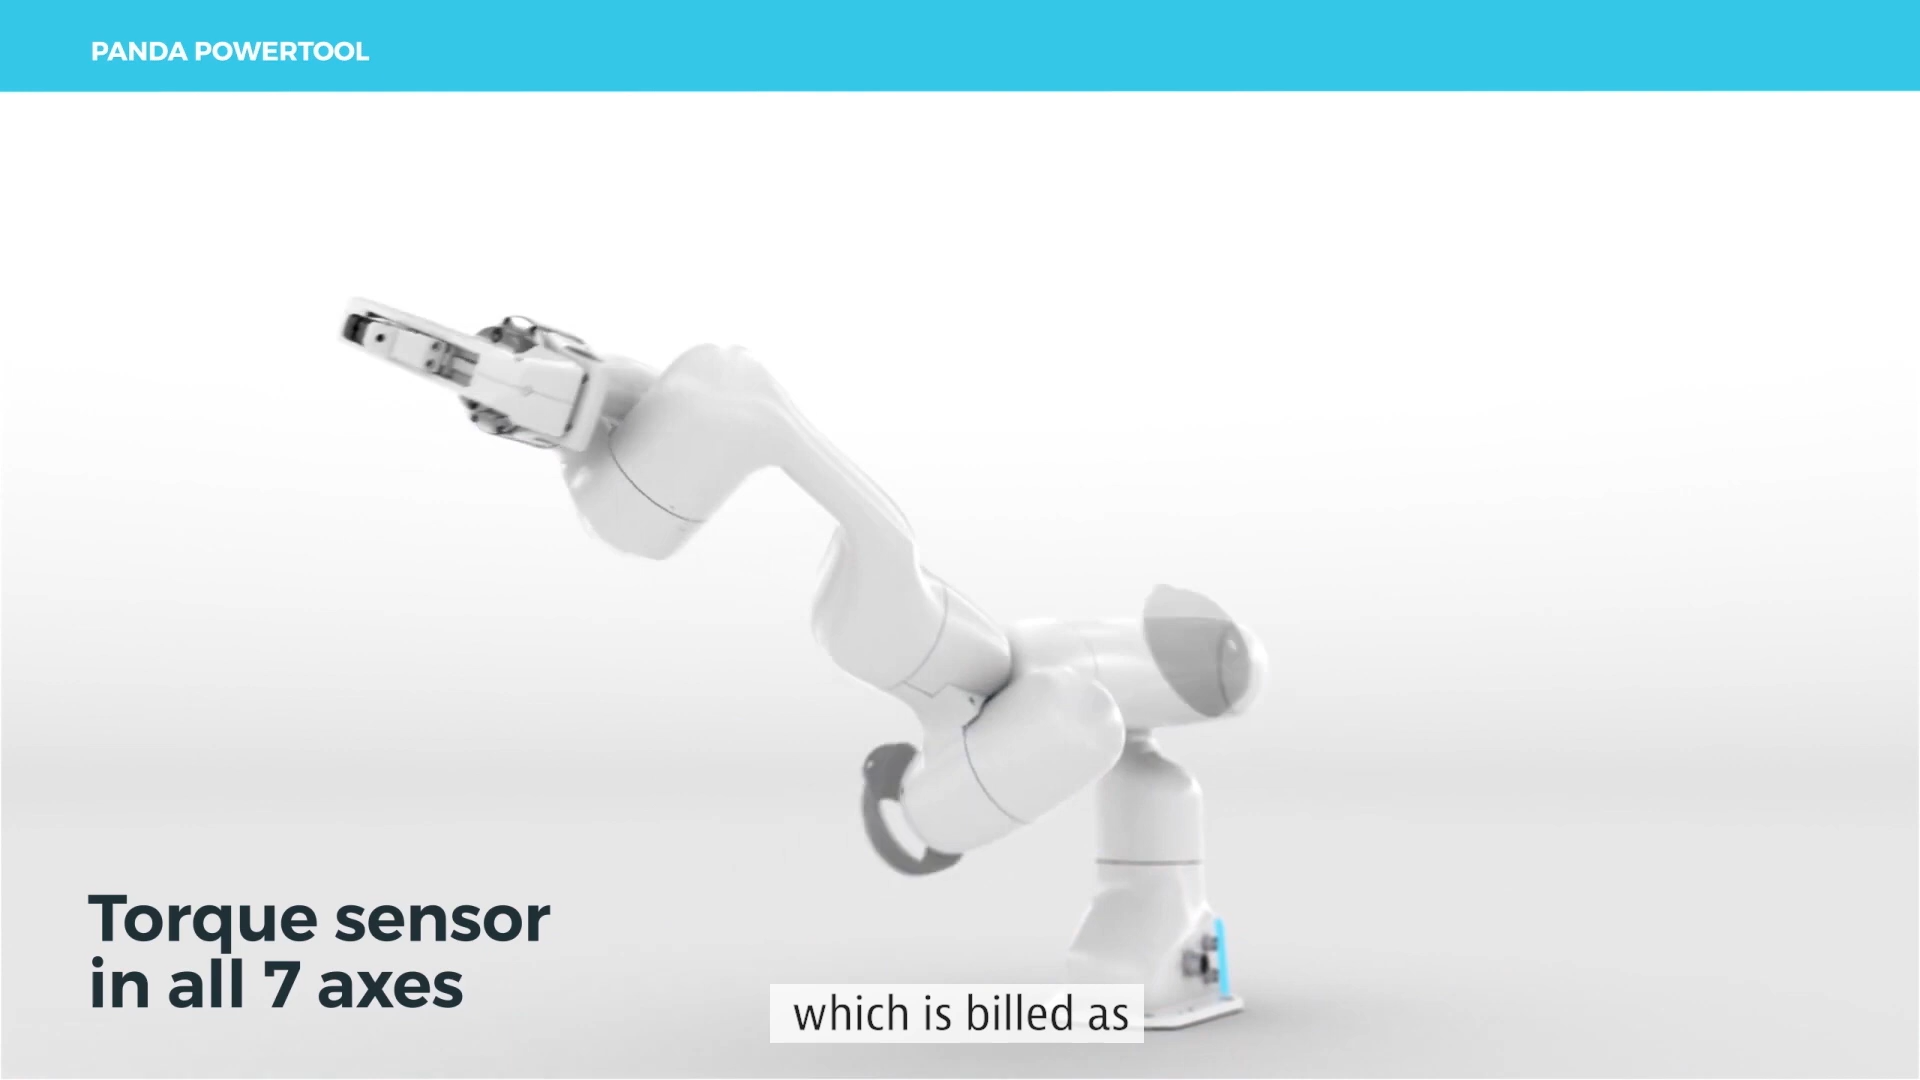 PANDA POWERTOOL
Torque sensor
in all 7 axes
which is billed as